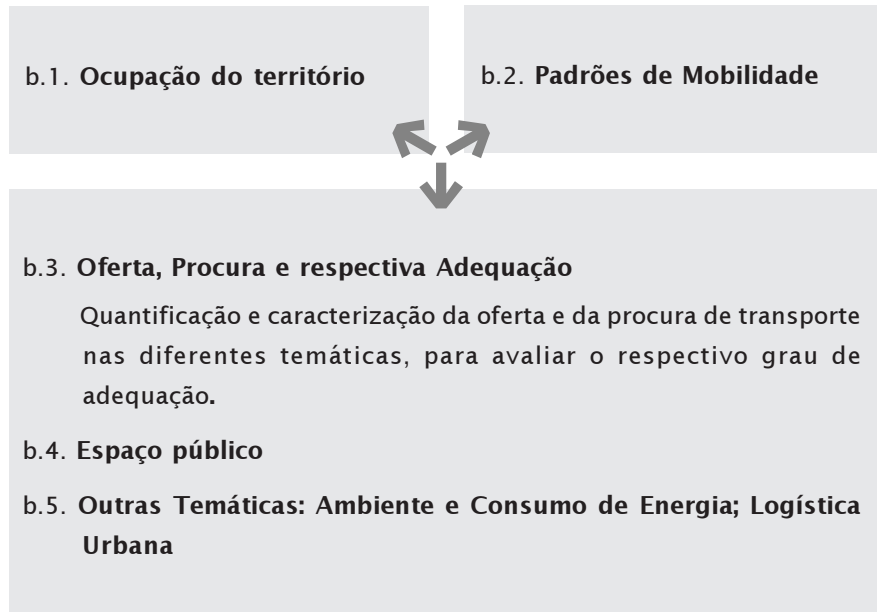 b.1. Ocupação do território
b.2. Padrões de Mobilidade
b.3. Oferta, Procura e respectiva Adequação
Quantificação e caracterização da oferta e da procura de transporte
nas diferentes temáticas, para avaliar o respectivo grau de
adequação.
b.4. Espaço público
b.5. Outras Temáticas: Ambiente e Consumo de Energia; Logística
Urbana